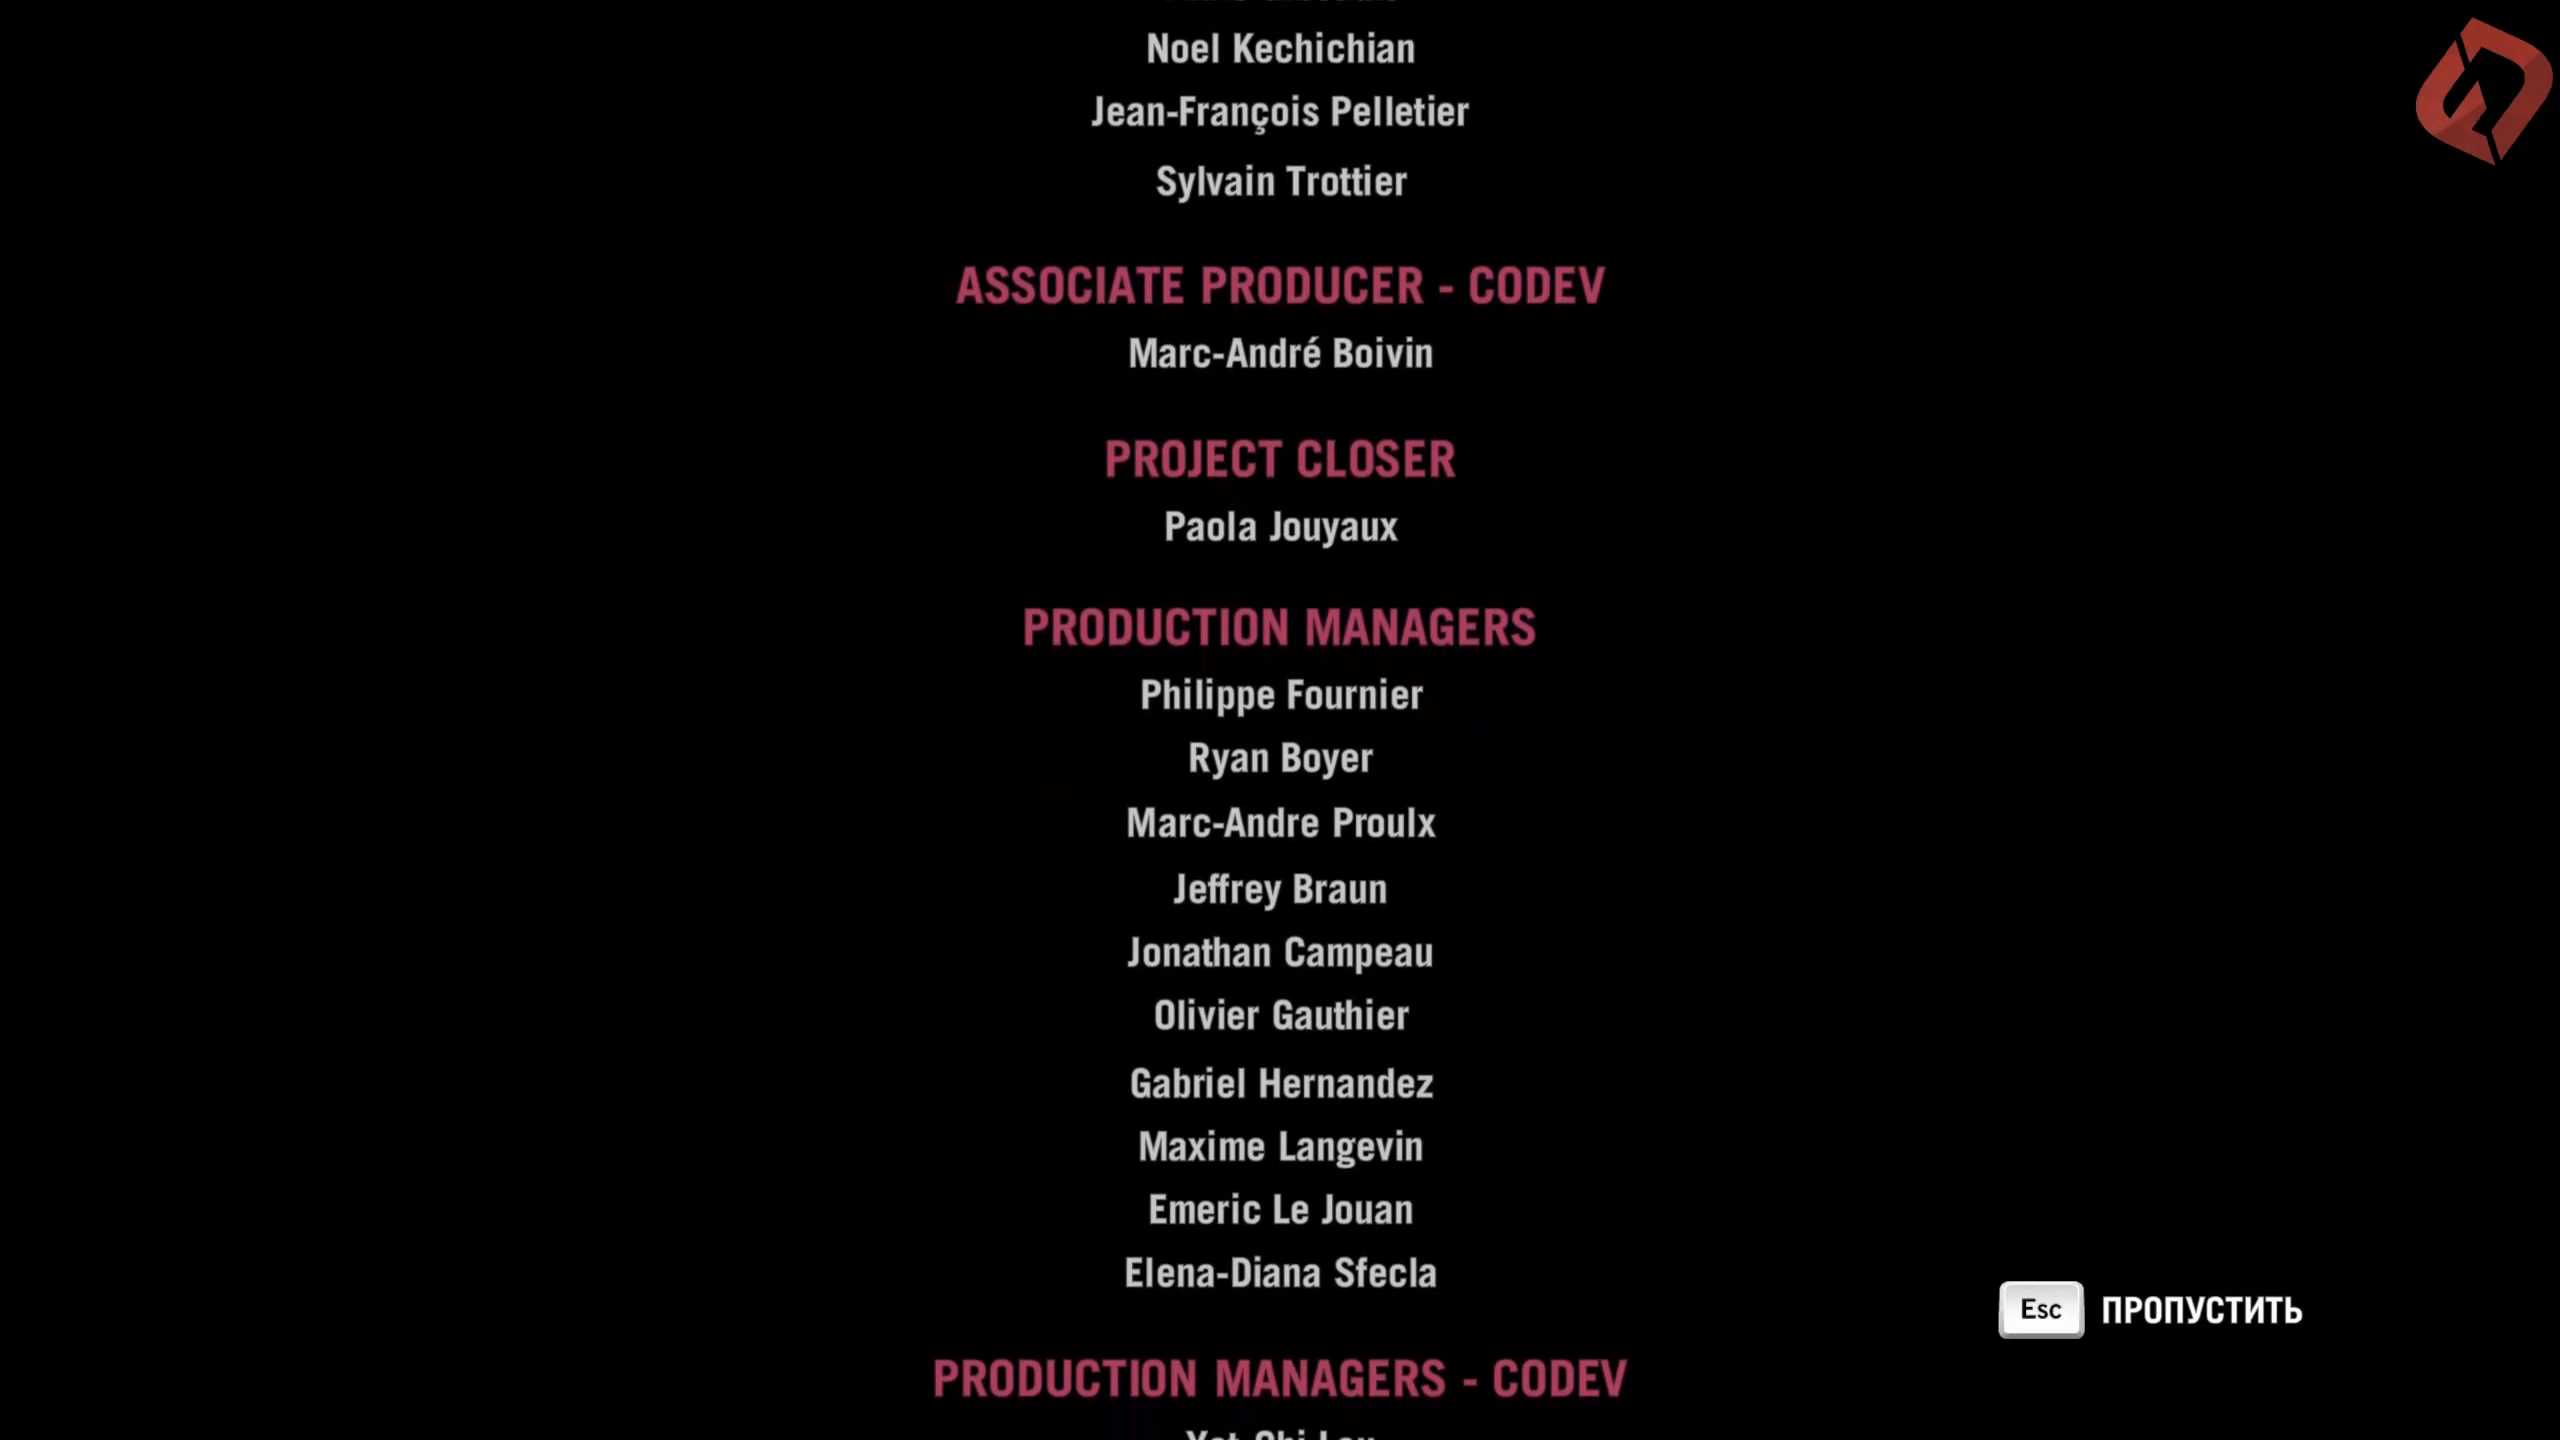 Noel Kechichian
Jean-François Pelletier
Sylvain Trottier
ASSOCIATE PRODUCER - CODEV
Marc-André Boivin
PROJECT CLOSER
Paola Jouyaux
PRODUCTION MANAGERS
Philippe Fournier
Ryan Boyer
Marc-Andre Proulx
Jeffrey Braun
Jonathan Campeau
Olivier Gauthier
Gabriel Hernandez
Maxime Langevin
Emeric Le Jouan
Elena-Diana Sfecla
Esc ПРОПУСТИТЬ
PRODUCTION MANAGERS - CODEV